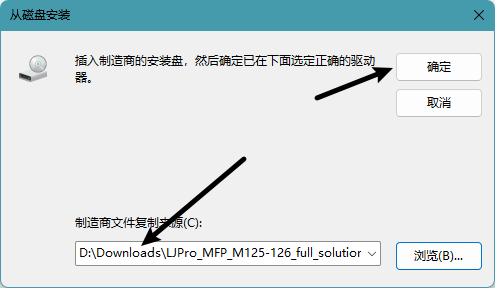 从磁盘安装
插入制造商的安装盘，然后确定已在下面选定正确的驱动
器。
确定
取消
制造商文件复制来源(C):
D:\Downloads\LJPro_MFP_M125-126_full_solution
浏览(B)...